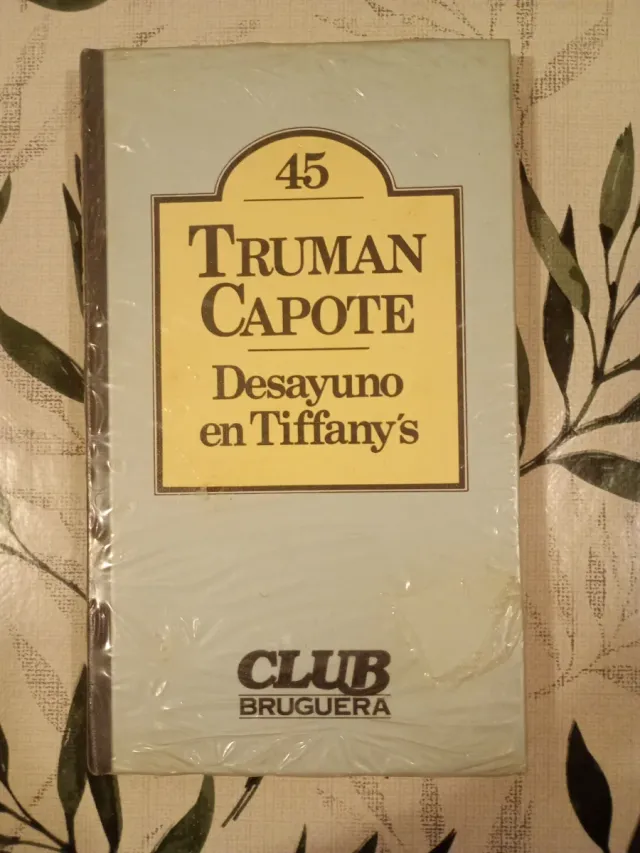 45
TRUMAN
CAPOTE
Desayuno
en Tiffany's
CLUB
BRUGUERA